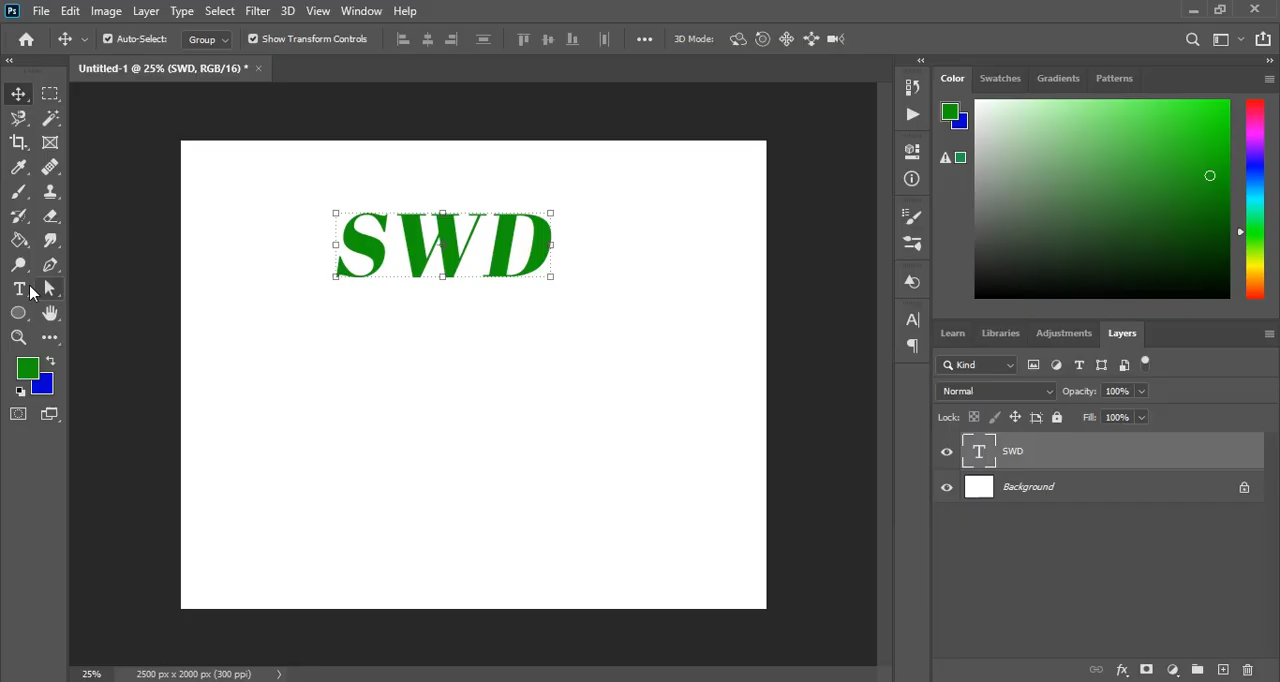 Ps File Edit Image Layer Type Select Filter 3D View Window Help
Auto-Select: Group Show Transform Controls 3D Mode:
Untitled-1 @ 25% (SWD, RGB/16) *
Color Swatches Gradients Patterns
SWD
Learn Libraries Adjustments Layers
Kind
Normal Opacity: 100%
Lock: Fill: 100%
SWD
Background
25% 2500 px x 2000 px (300 ppi)